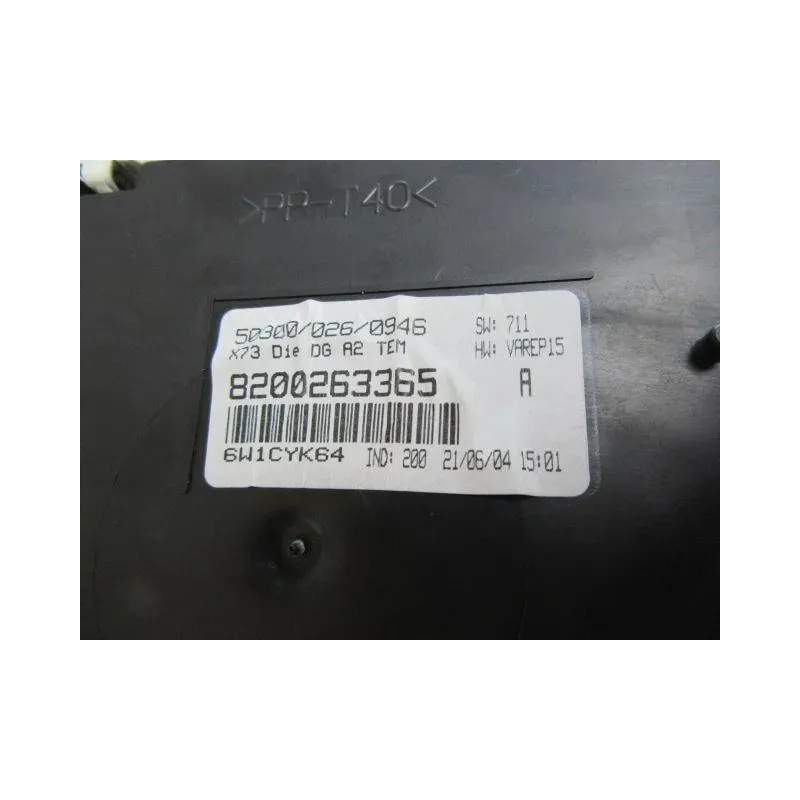 >PP-T40<
50300/026/0946 SW: 711
X73 Die DG A2 TEM HW: VAREP15
8200263365 A
6W1CYK64 IND: 200 21/06/04 15:01